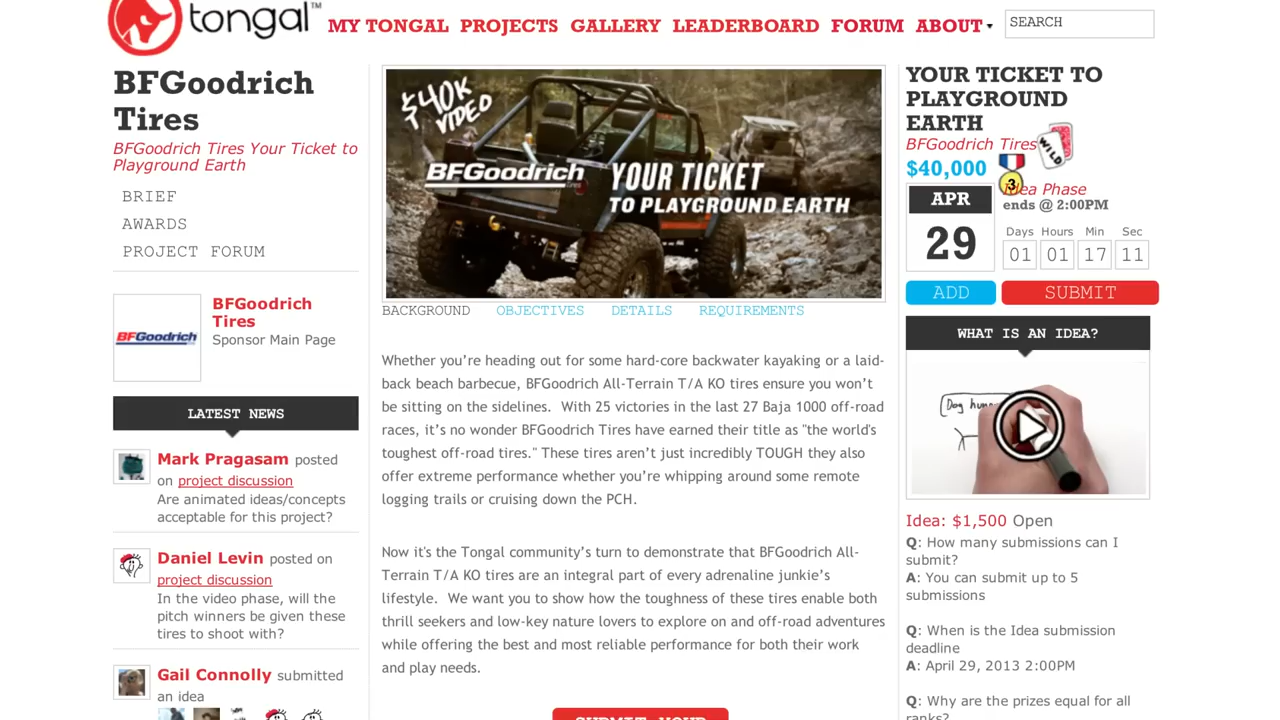 tongal™
MY TONGAL PROJECTS GALLERY LEADERBOARD FORUM ABOUT
SEARCH
BFGoodrich
Tires
BFGoodrich Tires Your Ticket to
Playground Earth
BRIEF
AWARDS
PROJECT FORUM
BFGoodrich
BFGoodrich
Tires
Sponsor Main Page
LATEST NEWS
Mark Pragasam posted
on project discussion
Are animated ideas/concepts
acceptable for this project?
Daniel Levin posted on
project discussion
In the video phase, will the
pitch winners be given these
tires to shoot with?
Gail Connolly submitted
an idea
$40K
VIDEO
BFGoodrich
Tires
YOUR TICKET
TO PLAYGROUND EARTH
BACKGROUND OBJECTIVES DETAILS REQUIREMENTS
Whether you're heading out for some hard-core backwater kayaking or a laid-
back beach barbecue, BFGoodrich All-Terrain T/A KO tires ensure you won't
be sitting on the sidelines. With 25 victories in the last 27 Baja 1000 off-road
races, it's no wonder BFGoodrich Tires have earned their title as "the world's
toughest off-road tires." These tires aren't just incredibly TOUGH they also
offer extreme performance whether you're whipping around some remote
logging trails or cruising down the PCH.
Now it's the Tongal community's turn to demonstrate that BFGoodrich All-
Terrain T/A KO tires are an integral part of every adrenaline junkie's
lifestyle. We want you to show how the toughness of these tires enable both
thrill seekers and low-key nature lovers to explore on and off-road adventures
while offering the best and most reliable performance for both their work
and play needs.
SUBMIT YOUR
YOUR TICKET TO
PLAYGROUND
EARTH
BFGoodrich Tires
WILD
$40,000
3
Idea Phase
ends @ 2:00PM
APR
29
Days Hours Min Sec
01 01 17 11
ADD
SUBMIT
WHAT IS AN IDEA?
Idea: $1,500 Open
Q: How many submissions can I
submit?
A: You can submit up to 5
submissions
Q: When is the Idea submission
deadline
A: April 29, 2013 2:00PM
Q: Why are the prizes equal for all
ranks?